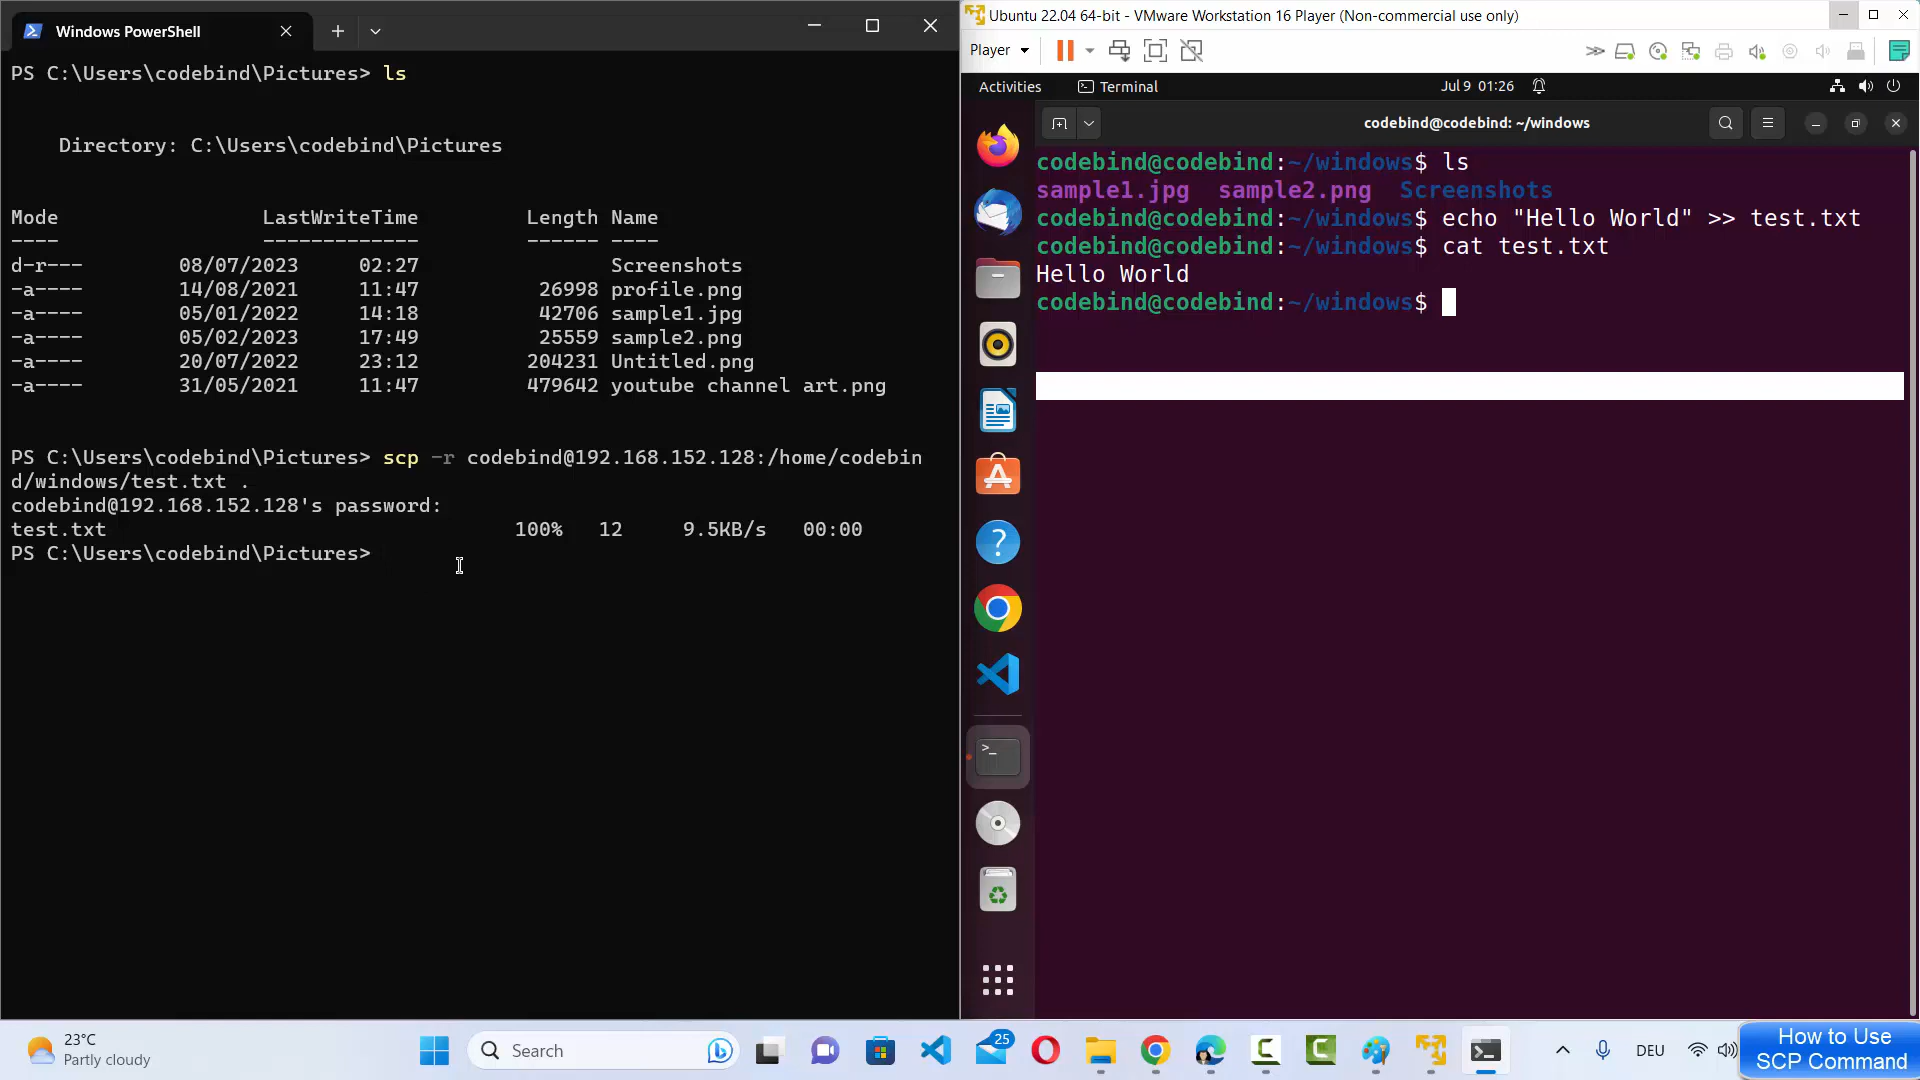 Windows PowerShell
PS C:\Users\codebind\Pictures> ls
Directory: C:\Users\codebind\Pictures
Mode LastWriteTime Length Name
---- ------------- ------ ----
d-r--- 08/07/2023 02:27 Screenshots
-a---- 14/08/2021 11:47 26998 profile.png
-a---- 05/01/2022 14:18 42706 sample1.jpg
-a---- 05/02/2023 17:49 25559 sample2.png
-a---- 20/07/2022 23:12 204231 Untitled.png
-a---- 31/05/2021 11:47 479642 youtube channel art.png
PS C:\Users\codebind\Pictures> scp -r codebind@192.168.152.128:/home/codebin
d/windows/test.txt .
codebind@192.168.152.128's password:
test.txt 100% 12 9.5KB/s 00:00
PS C:\Users\codebind\Pictures>
Ubuntu 22.04 64-bit - VMware Workstation 16 Player (Non-commercial use only)
Player
Activities Terminal Jul 9 01:26
codebind@codebind: ~/windows
codebind@codebind:~/windows$ ls
sample1.jpg sample2.png Screenshots
codebind@codebind:~/windows$ echo "Hello World" >> test.txt
codebind@codebind:~/windows$ cat test.txt
Hello World
codebind@codebind:~/windows$
23°C
Partly cloudy
Search
25
DEU
How to Use
SCP Command